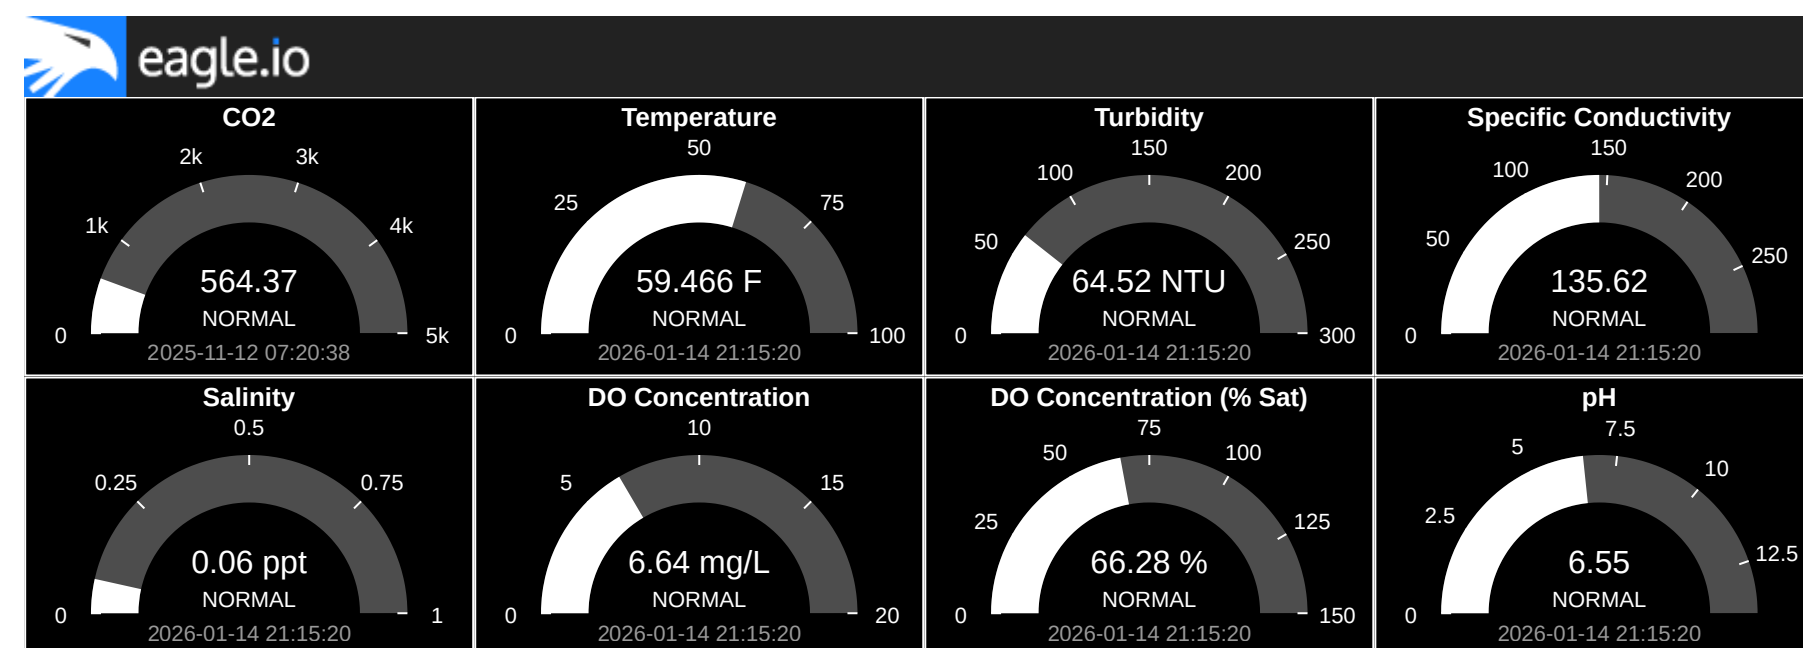 eagle.io
CO2
2k 3k
1k 4k
0 5k
564.37
NORMAL
2025-11-12 07:20:38
Temperature
50
25 75
0 100
59.466 F
NORMAL
2026-01-14 21:15:20
Turbidity
150
100 200
50 250
0 300
64.52 NTU
NORMAL
2026-01-14 21:15:20
Specific Conductivity
150
100 200
50 250
0
135.62
NORMAL
2026-01-14 21:15:20
Salinity
0.5
0.25 0.75
0 1
0.06 ppt
NORMAL
2026-01-14 21:15:20
DO Concentration
10
5 15
0 20
6.64 mg/L
NORMAL
2026-01-14 21:15:20
DO Concentration (% Sat)
75
50 100
25 125
0 150
66.28 %
NORMAL
2026-01-14 21:15:20
pH
7.5
5 10
2.5 12.5
0
6.55
NORMAL
2026-01-14 21:15:20